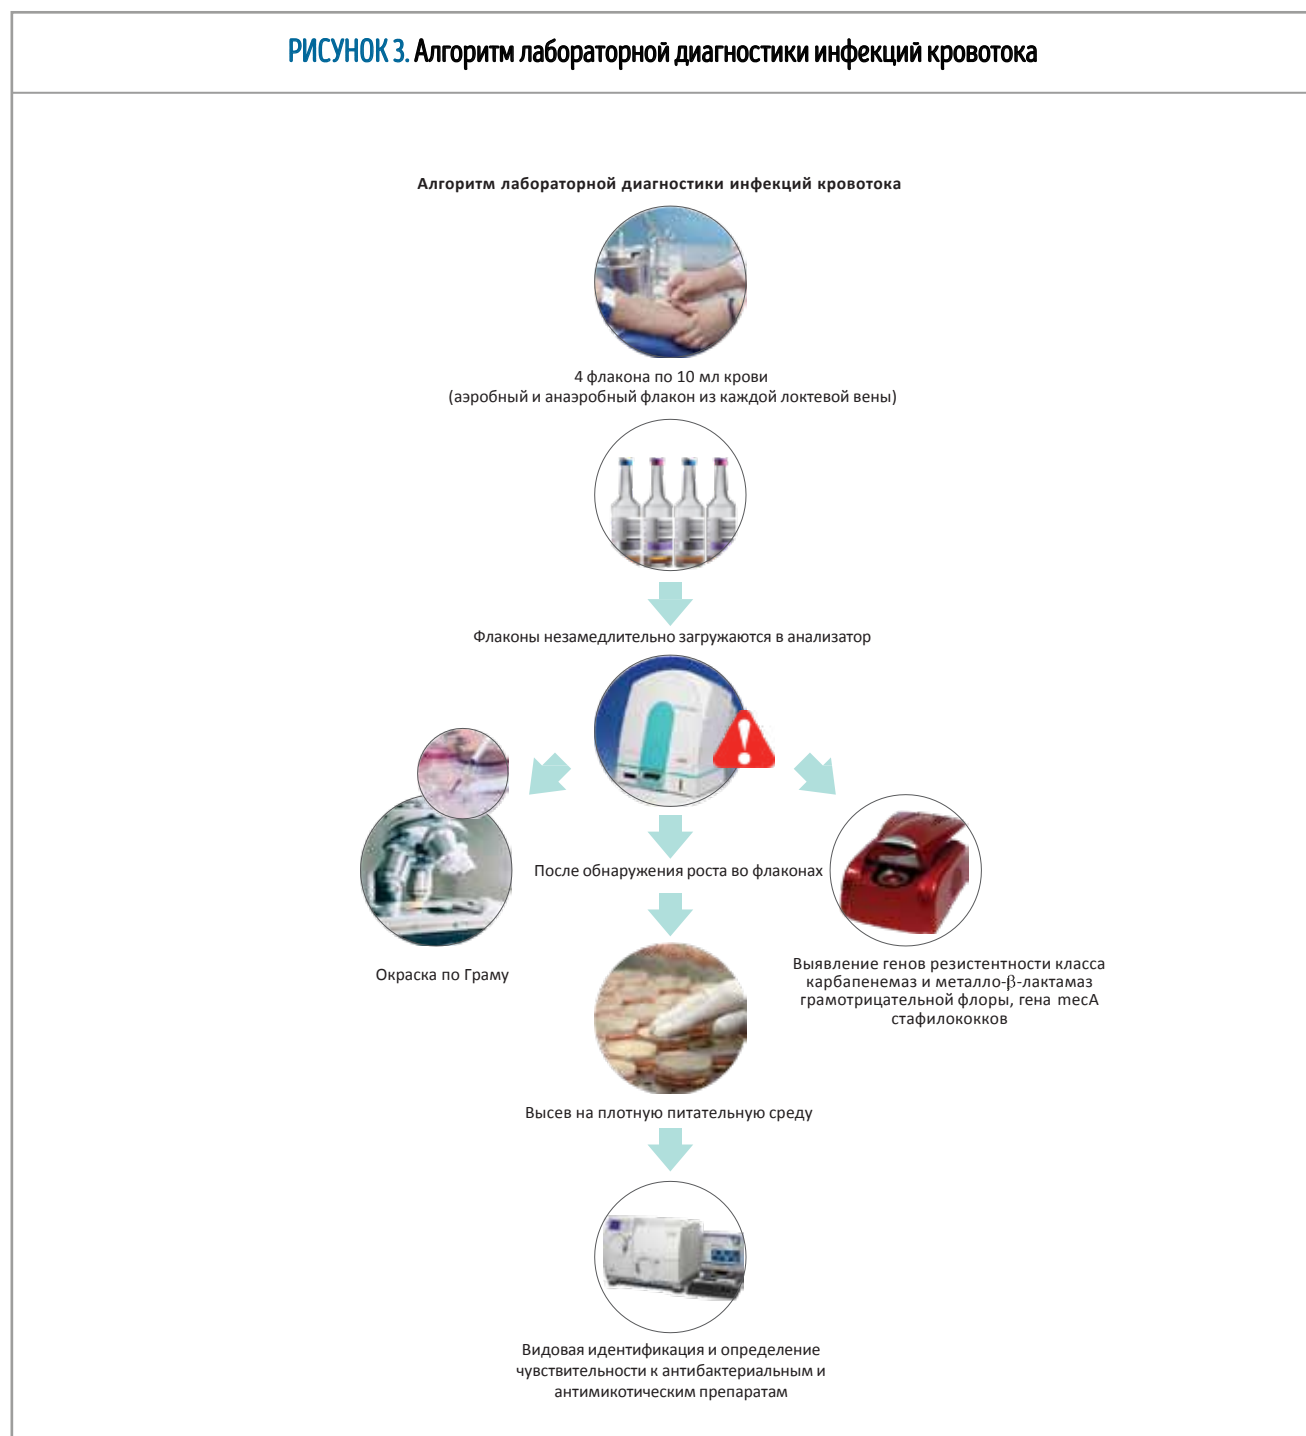 РИСУНОК 3. Алгоритм лабораторной диагностики инфекций кровотока
Алгоритм лабораторной диагностики инфекций кровотока
4 флакона по 10 мл крови
(аэробный и анаэробный флакон из каждой локтевой вены)
Флаконы незамедлительно загружаются в анализатор
После обнаружения роста во флаконах
Окраска по Граму
Выявление генов резистентности класса
карбапенемаз и металло-β-лактамаз
грамотрицательной флоры, гена mecA
стафилококков
Высев на плотную питательную среду
Видовая идентификация и определение
чувствительности к антибактериальным и
антимикотическим препаратам